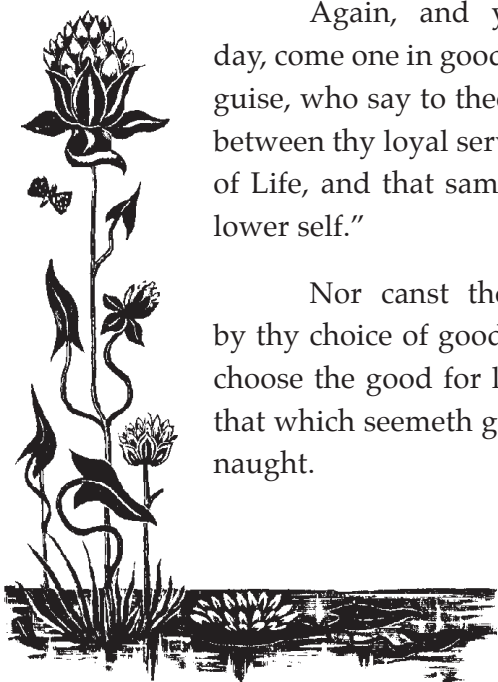 Again, and
day, come one in good
guise, who say to thee
between thy loyal serv
of Life, and that sam
lower self.”
Nor canst the
by thy choice of good
choose the good for l
that which seemeth g
naught.